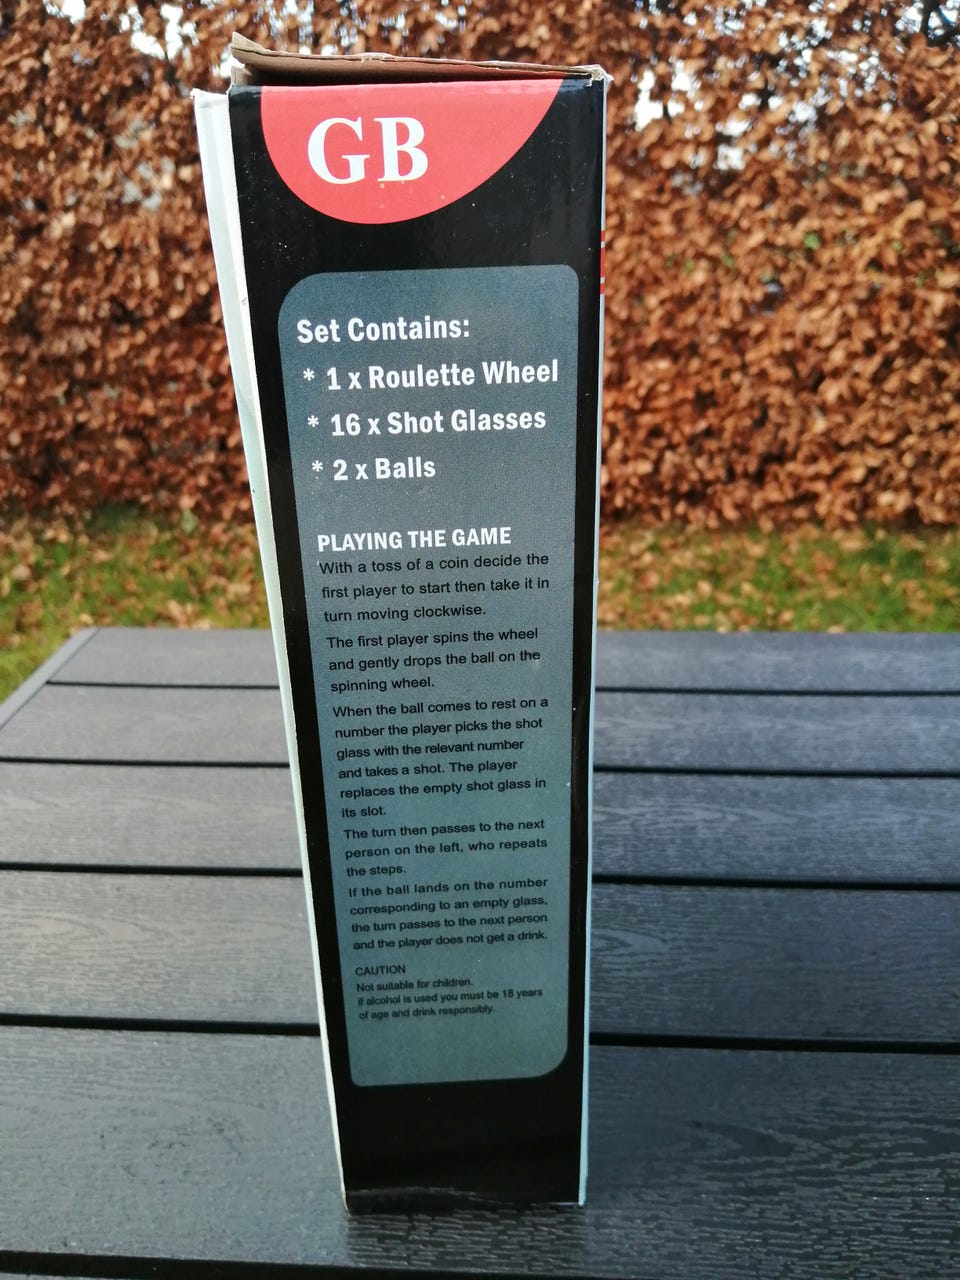 GB
Set Contains:
* 1 x Roulette Wheel
* 16 x Shot Glasses
* 2 x Balls
PLAYING THE GAME
With a toss of a coin decide the
first player to start then take it in
turn moving clockwise.
The first player spins the wheel
and gently drops the ball on the
spinning wheel.
When the ball comes to rest on a
number the player picks the shot
glass with the relevant number
and takes a shot. The player
replaces the empty shot glass in
its slot.
The turn then passes to the next
person on the left, who repeats
the steps.
If the ball lands on the number
corresponding to an empty glass,
the turn passes to the next person
and the player does not get a drink.
CAUTION
Not suitable for children.
if alcohol is used you must be 18 years
of age and drink responsibly.